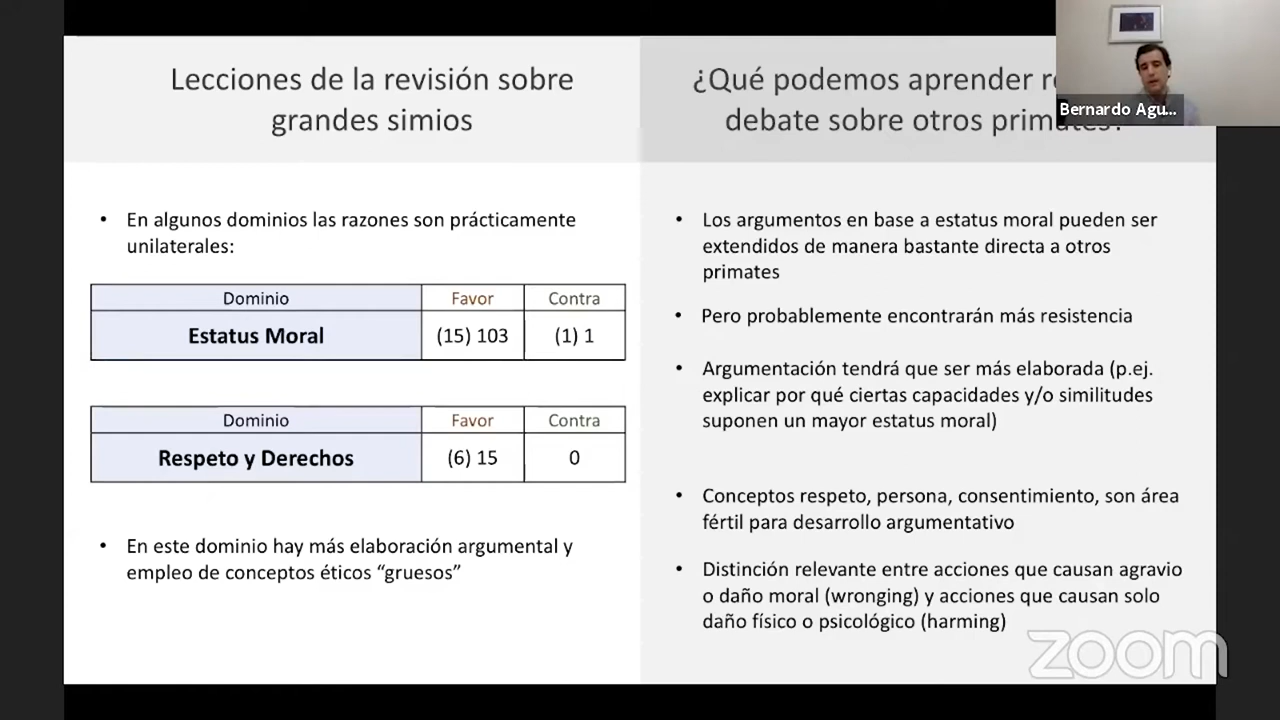 Lecciones de la revisión sobre
grandes simios
• En algunos dominios las razones son prácticamente
unilaterales:
Dominio Favor Contra
Estatus Moral (15) 103 (1) 1
Dominio Favor Contra
Respeto y Derechos (6) 15 0
• En este dominio hay más elaboración argumental y
empleo de conceptos éticos “gruesos”
¿Qué podemos aprender
debate sobre otros primates?
• Los argumentos en base a estatus moral pueden ser
extendidos de manera bastante directa a otros
primates
• Pero probablemente encontrarán más resistencia
• Argumentación tendrá que ser más elaborada (p.ej.
explicar por qué ciertas capacidades y/o similitudes
suponen un mayor estatus moral)
• Conceptos respeto, persona, consentimiento, son área
fértil para desarrollo argumentativo
• Distinción relevante entre acciones que causan agravio
o daño moral (wronging) y acciones que causan solo
daño físico o psicológico (harming)
Bernardo Agu...
zoom